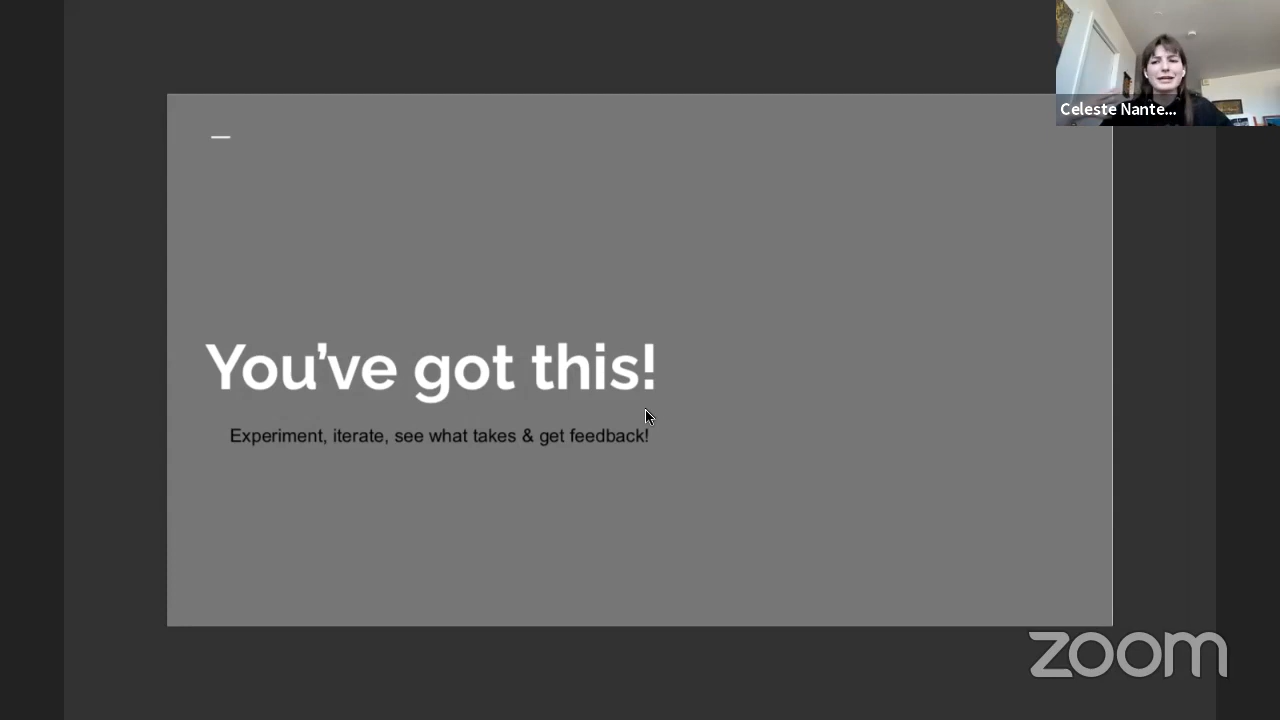 Celeste Nante...
You've got this!
Experiment, iterate, see what takes & get feedback!
zoom